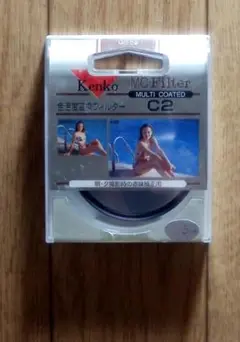 Kenko
MC Filter
MULTI COATED
C2
色温度変換フィルター
朝・夕撮影時の赤味補正用